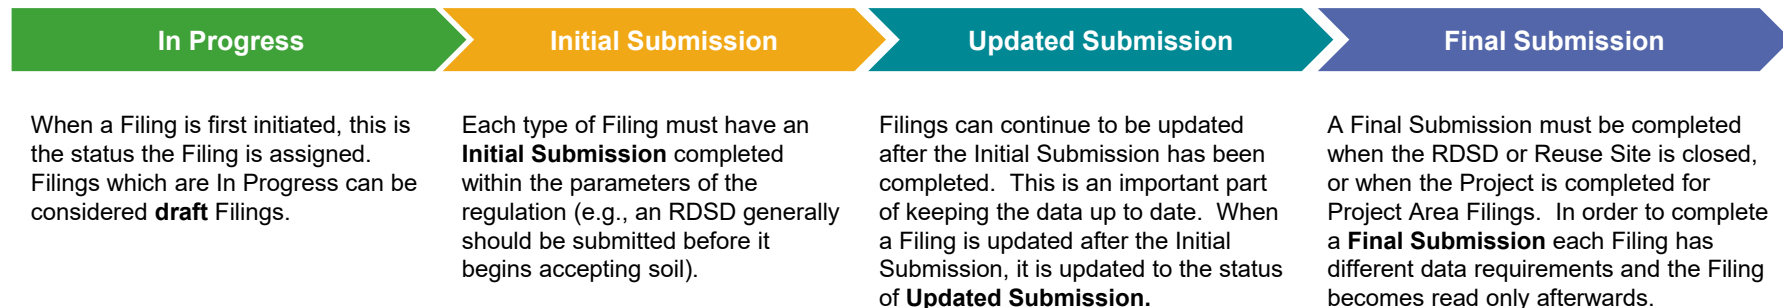 In Progress
Initial Submission
Updated Submission
Final Submission
When a Filing is first initiated, this is
the status the Filing is assigned.
Filings which are In Progress can be
considered draft Filings.
Each type of Filing must have an
Initial Submission completed
within the parameters of the
regulation (e.g., an RDSD generally
should be submitted before it
begins accepting soil).
Filings can continue to be updated
after the Initial Submission has been
completed. This is an important part
of keeping the data up to date. When
a Filing is updated after the Initial
Submission, it is updated to the status
of Updated Submission.
A Final Submission must be completed
when the RDSD or Reuse Site is closed,
or when the Project is completed for
Project Area Filings. In order to complete
a Final Submission each Filing has
different data requirements and the Filing
becomes read only afterwards.